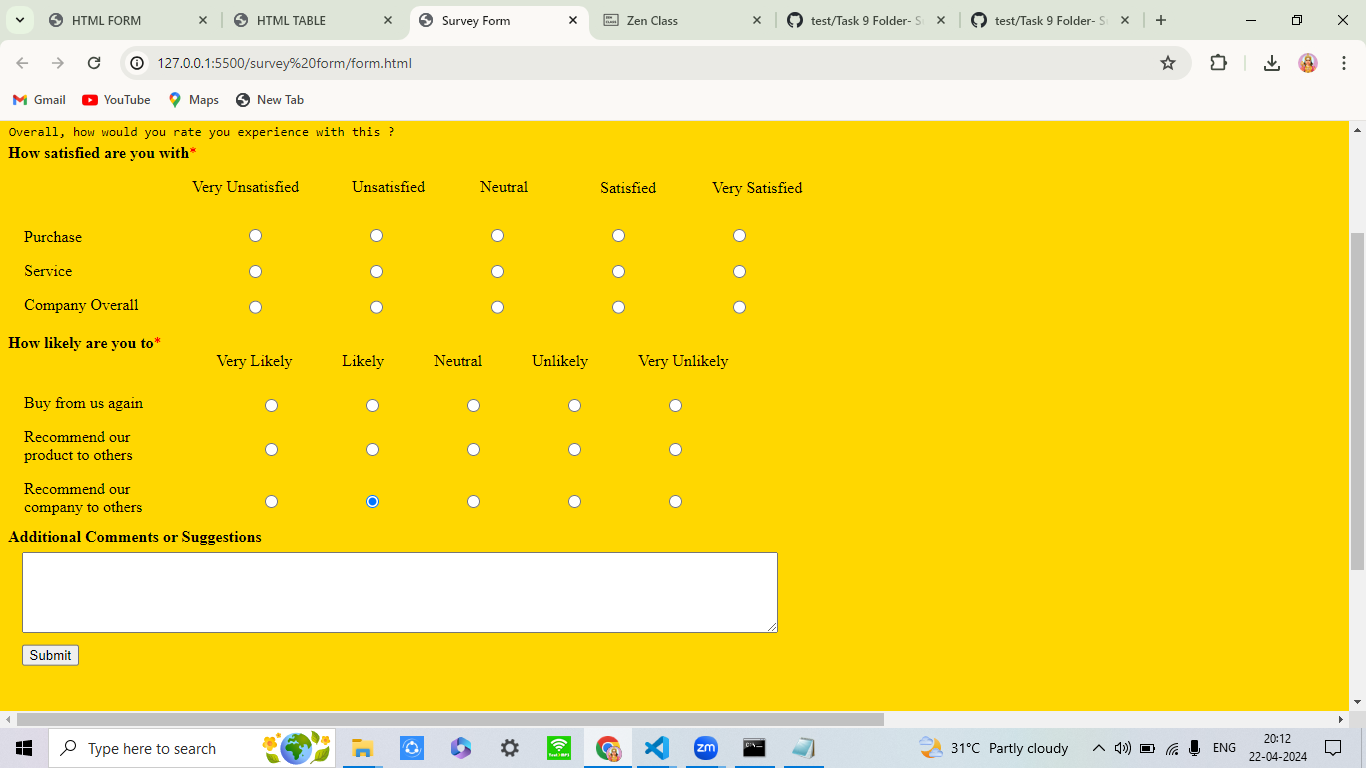 HTML FORM
HTML TABLE
Survey Form
Zen Class
test/Task 9 Folder- S
test/Task 9 Folder- S
127.0.0.1:5500/survey%20form/form.html
Gmail
YouTube
Maps
New Tab
Overall, how would you rate you experience with this ?
How satisfied are you with*
Very Unsatisfied Unsatisfied Neutral Satisfied Very Satisfied
Purchase
Service
Company Overall
How likely are you to*
Very Likely Likely Neutral Unlikely Very Unlikely
Buy from us again
Recommend our
product to others
Recommend our
company to others
Additional Comments or Suggestions
Submit
Type here to search
31°C Partly cloudy
ENG
20:12
22-04-2024